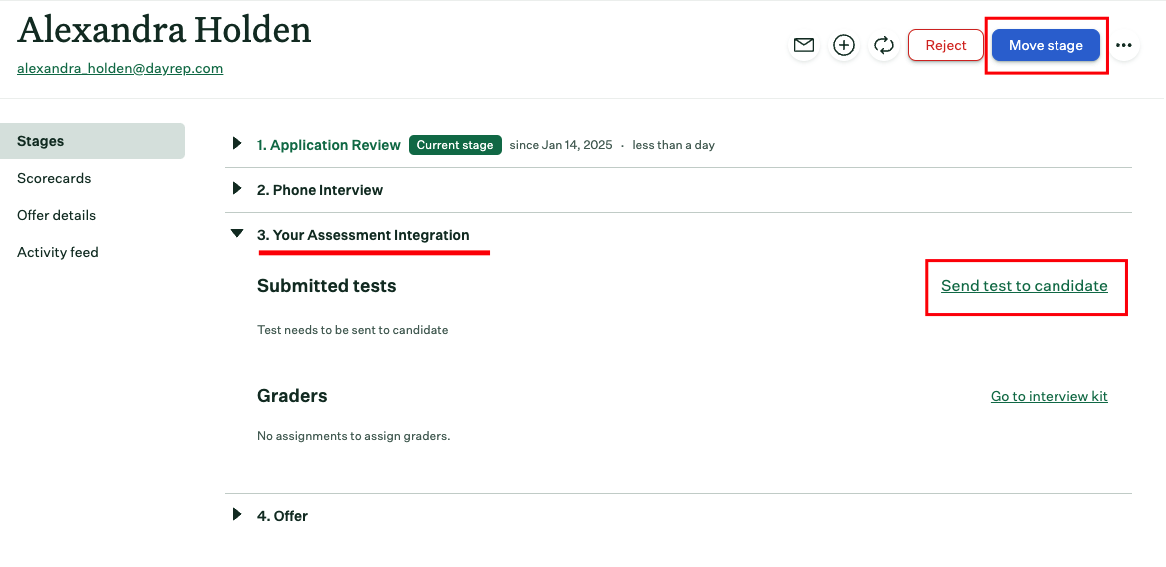 Alexandra Holden
alexandra_holden@dayrep.com
Reject
Move stage
Stages
Scorecards
Offer details
Activity feed
1. Application Review Current stage since Jan 14, 2025 · less than a day
2. Phone Interview
3. Your Assessment Integration
Submitted tests Send test to candidate
Test needs to be sent to candidate
Graders Go to interview kit
No assignments to assign graders.
4. Offer